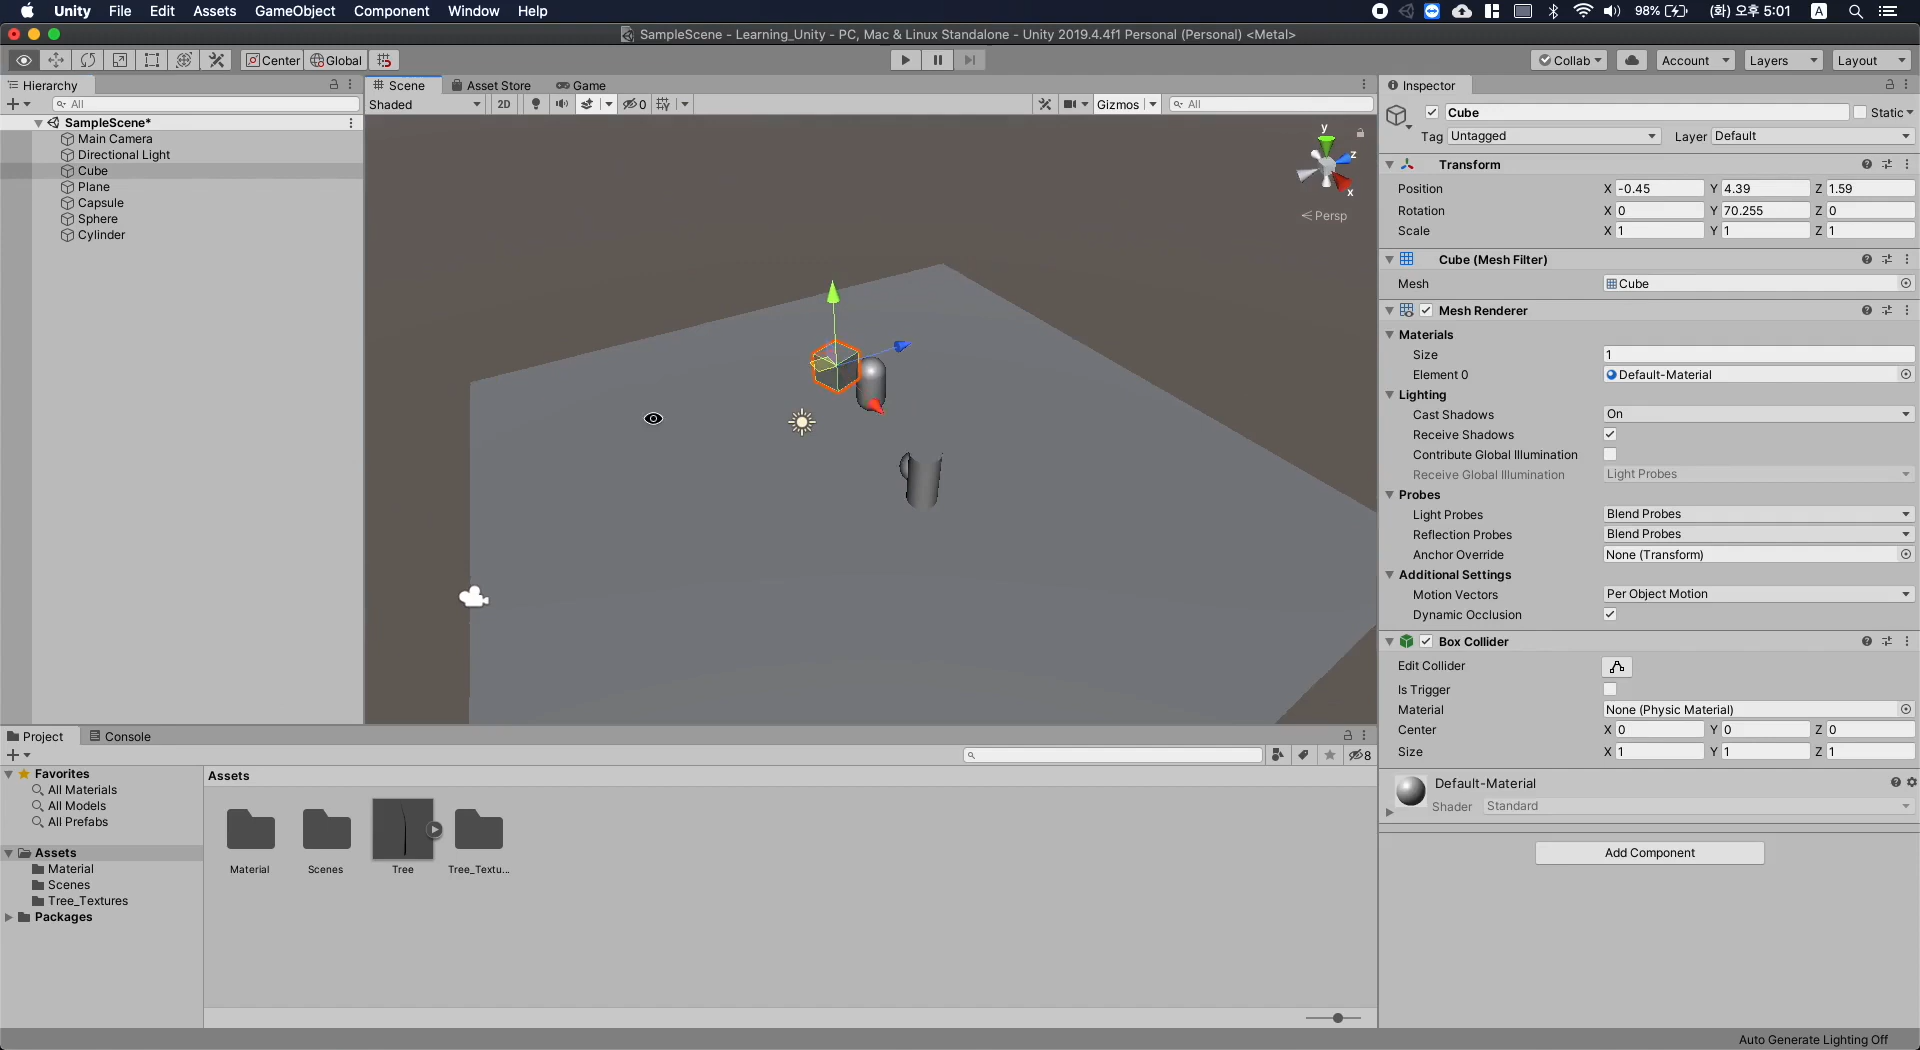 Unity File Edit Assets GameObject Component Window Help 98% (화) 오후 5:01 A
SampleScene - Learning_Unity - PC, Mac & Linux Standalone - Unity 2019.4.4f1 Personal (Personal) <Metal>
Center Global Collab Account Layers Layout
Hierarchy
All
SampleScene*
Main Camera
Directional Light
Cube
Plane
Capsule
Sphere
Cylinder
Scene Asset Store Game
Shaded 2D 0 Gizmos All
y
z
x
Persp
Inspector
Cube Static
Tag Untagged Layer Default
Transform
Position X -0.45 Y 4.39 Z 1.59
Rotation X 0 Y 70.255 Z 0
Scale X 1 Y 1 Z 1
Cube (Mesh Filter)
Mesh Cube
Mesh Renderer
Materials
Size 1
Element 0 Default-Material
Lighting
Cast Shadows On
Receive Shadows
Contribute Global Illumination
Receive Global Illumination Light Probes
Probes
Light Probes Blend Probes
Reflection Probes Blend Probes
Anchor Override None (Transform)
Additional Settings
Motion Vectors Per Object Motion
Dynamic Occlusion
Box Collider
Edit Collider
Is Trigger
Material None (Physic Material)
Center X 0 Y 0 Z 0
Size X 1 Y 1 Z 1
Default-Material
Shader Standard
Add Component
Project Console
8
Favorites
All Materials
All Models
All Prefabs
Assets
Material
Scenes
Tree_Textures
Packages
Assets
Material Scenes Tree Tree_Textu...
Auto Generate Lighting Off